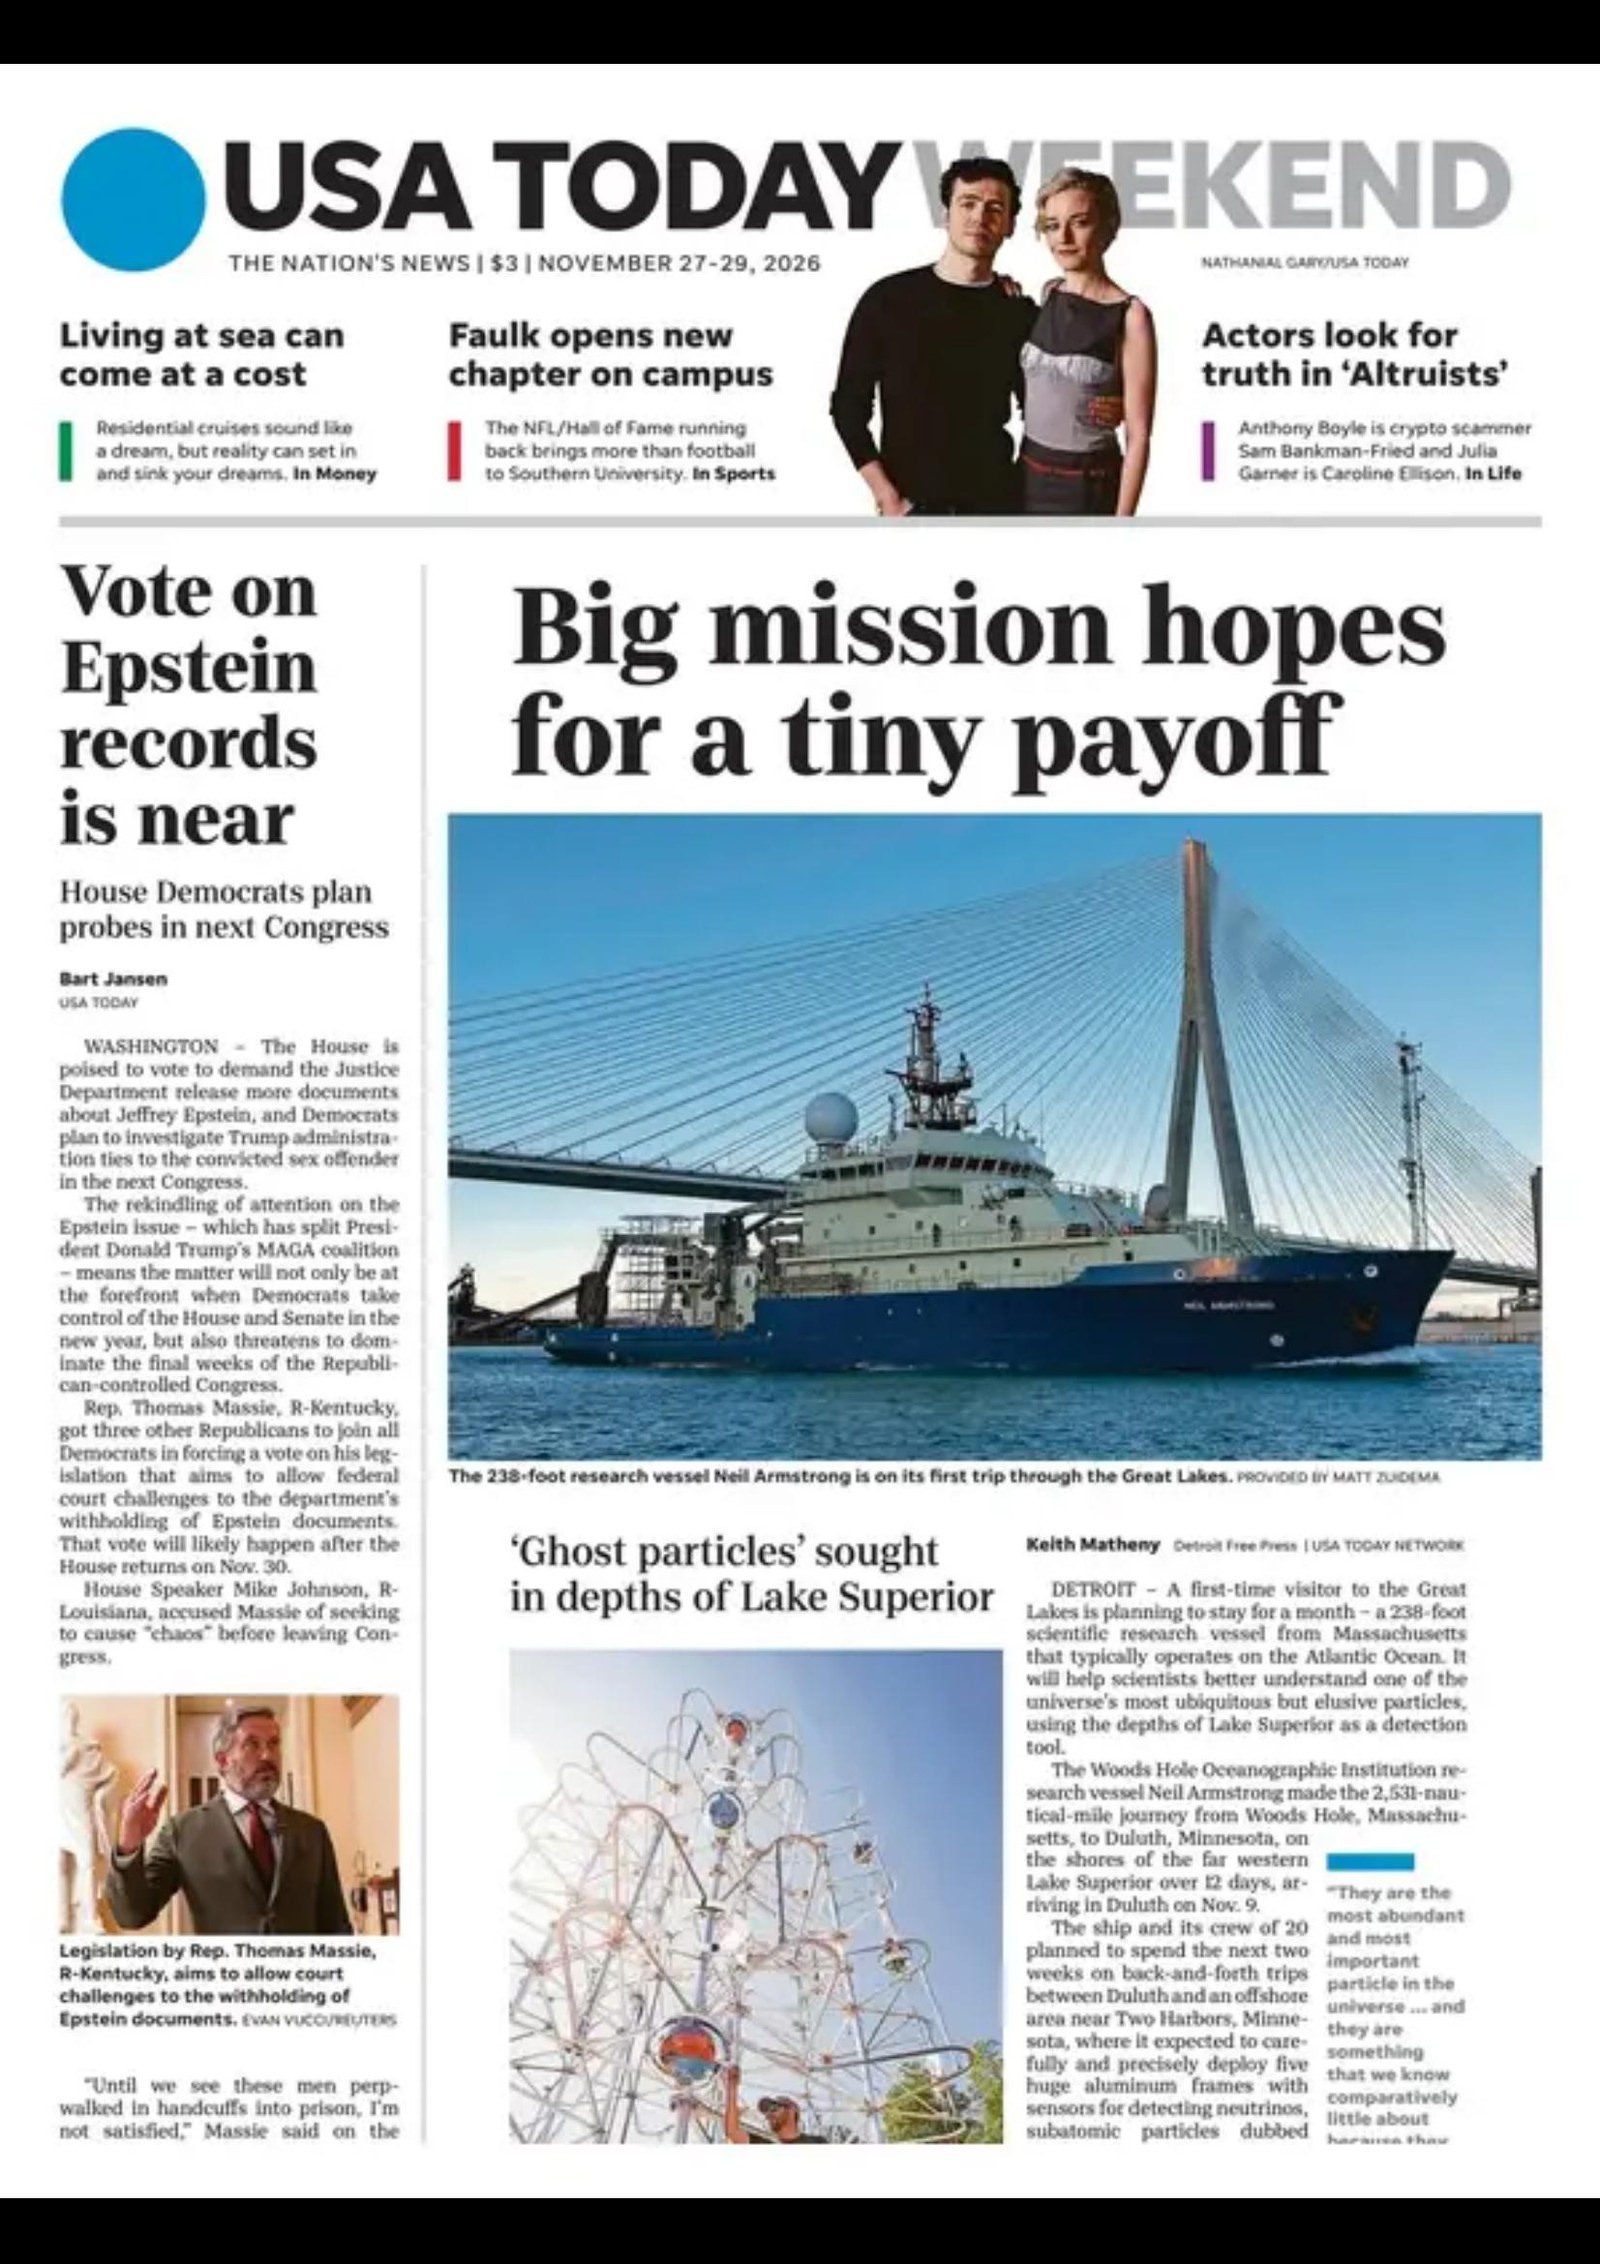 USA TODAY WEEKEND
THE NATION'S NEWS | $3 | NOVEMBER 27-29, 2026
NATHANIAL GARY/USA TODAY
Living at sea can
come at a cost
Residential cruises sound like
a dream, but reality can set in
and sink your dreams. In Money
Faulk opens new
chapter on campus
The NFL/Hall of Fame running
back brings more than football
to Southern University. In Sports
Actors look for
truth in ‘Altruists’
Anthony Boyle is crypto scammer
Sam Bankman-Fried and Julia
Garner is Caroline Ellison. In Life
Vote on
Epstein
records
is near
House Democrats plan
probes in next Congress
Bart Jansen
USA TODAY
WASHINGTON – The House is
poised to vote to demand the Justice
Department release more documents
about Jeffrey Epstein, and Democrats
plan to investigate Trump administra-
tion ties to the convicted sex offender
in the next Congress.
The rekindling of attention on the
Epstein issue – which has split Presi-
dent Donald Trump's MAGA coalition
– means the matter will not only be at
the forefront when Democrats take
control of the House and Senate in the
new year, but also threatens to dom-
inate the final weeks of the Republi-
can-controlled Congress.
Rep. Thomas Massie, R-Kentucky,
got three other Republicans to join all
Democrats in forcing a vote on his leg-
islation that aims to allow federal
court challenges to the department's
withholding of Epstein documents.
That vote will likely happen after the
House returns on Nov. 30.
House Speaker Mike Johnson, R-
Louisiana, accused Massie of seeking
to cause "chaos" before leaving Con-
gress.
Legislation by Rep. Thomas Massie,
R-Kentucky, aims to allow court
challenges to the withholding of
Epstein documents. EVAN VUCCI/REUTERS
"Until we see these men perp-
walked in handcuffs into prison, I'm
not satisfied," Massie said on the
Big mission hopes
for a tiny payoff
NEIL ARMSTRONG
The 238-foot research vessel Neil Armstrong is on its first trip through the Great Lakes. PROVIDED BY MATT ZUIDEMA
‘Ghost particles’ sought
in depths of Lake Superior
Keith Matheny Detroit Free Press | USA TODAY NETWORK
DETROIT – A first-time visitor to the Great
Lakes is planning to stay for a month – a 238-foot
scientific research vessel from Massachusetts
that typically operates on the Atlantic Ocean. It
will help scientists better understand one of the
universe's most ubiquitous but elusive particles,
using the depths of Lake Superior as a detection
tool.
The Woods Hole Oceanographic Institution re-
search vessel Neil Armstrong made the 2,531-nau-
tical-mile journey from Woods Hole, Massachu-
setts, to Duluth, Minnesota, on
the shores of the far western
Lake Superior over 12 days, ar-
riving in Duluth on Nov. 9.
The ship and its crew of 20
planned to spend the next two
weeks on back-and-forth trips
between Duluth and an offshore
area near Two Harbors, Minne-
sota, where it expected to care-
fully and precisely deploy five
huge aluminum frames with
sensors for detecting neutrinos,
subatomic particles dubbed
"They are the
most abundant
and most
important
particle in the
universe ... and
they are
something
that we know
comparatively
little about
because they